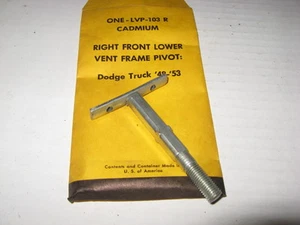 ONE-LVP-103 R
CADMIUM
RIGHT FRONT LOWER
VENT FRAME PIVOT:
Dodge Truck '48-'53
Contents and Container Made in
U. S. of America